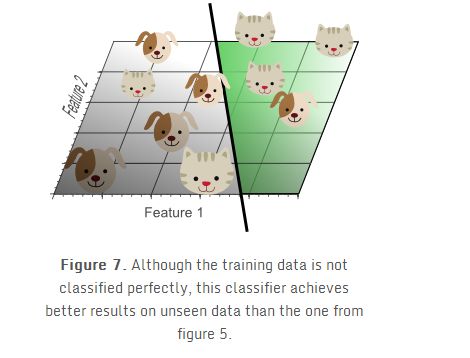 Feature 2
Feature 1
Figure 7. Although the training data is not
classified perfectly, this classifier achieves
better results on unseen data than the one from
figure 5.